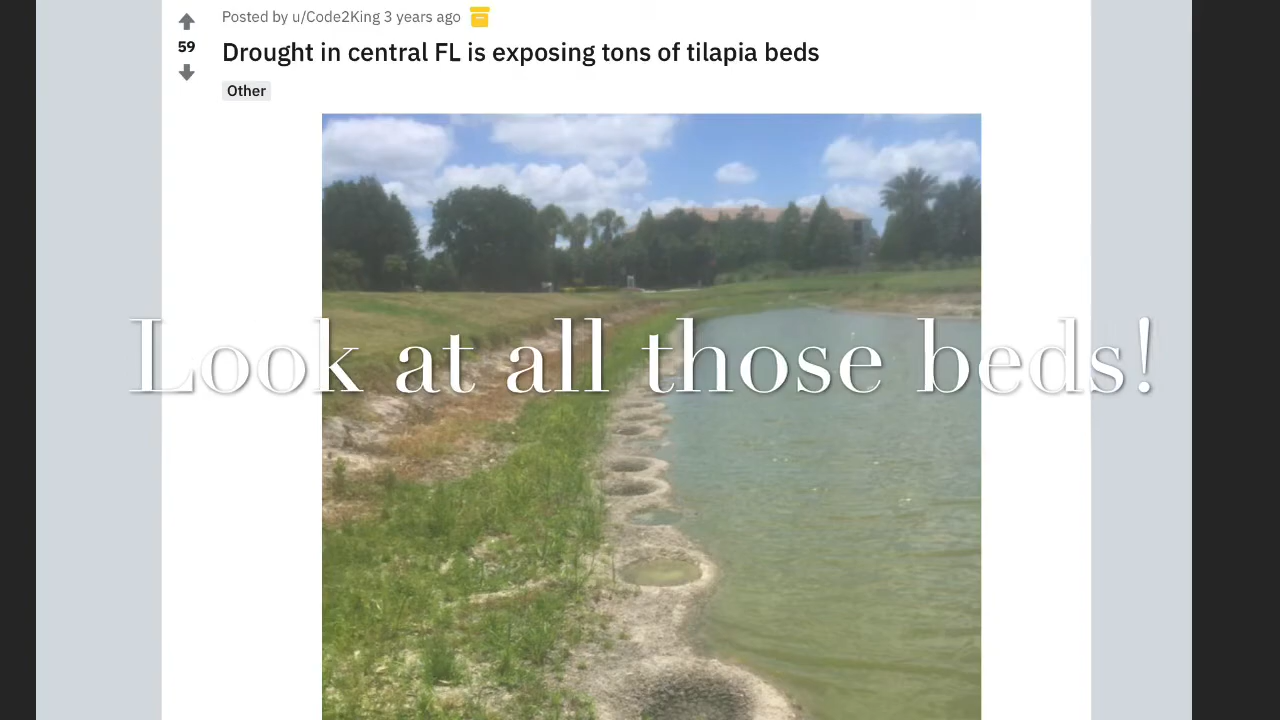 Posted by u/Code2King 3 years ago
59
Drought in central FL is exposing tons of tilapia beds
Other
Look at all those beds!